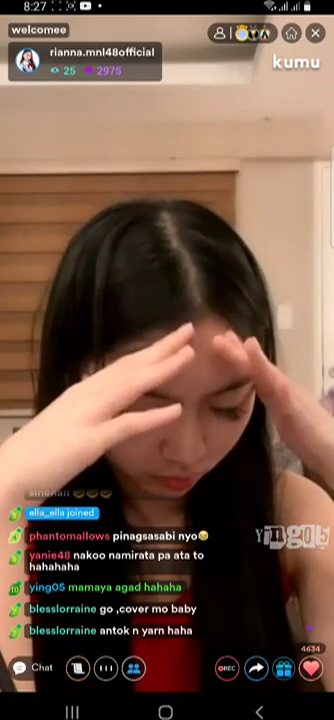 8:27
welcomee
rianna.mnl48official
25 2975
kumu
ella_ella joined
phantomallows pinagsasabi nyo
yanie48 nakoo namirata pa ata to
hahahaha
ying05 mamaya agad hahaha
blesslorraine go ,cover mo baby
blesslorraine antok n yarn haha
4634
Chat
REC